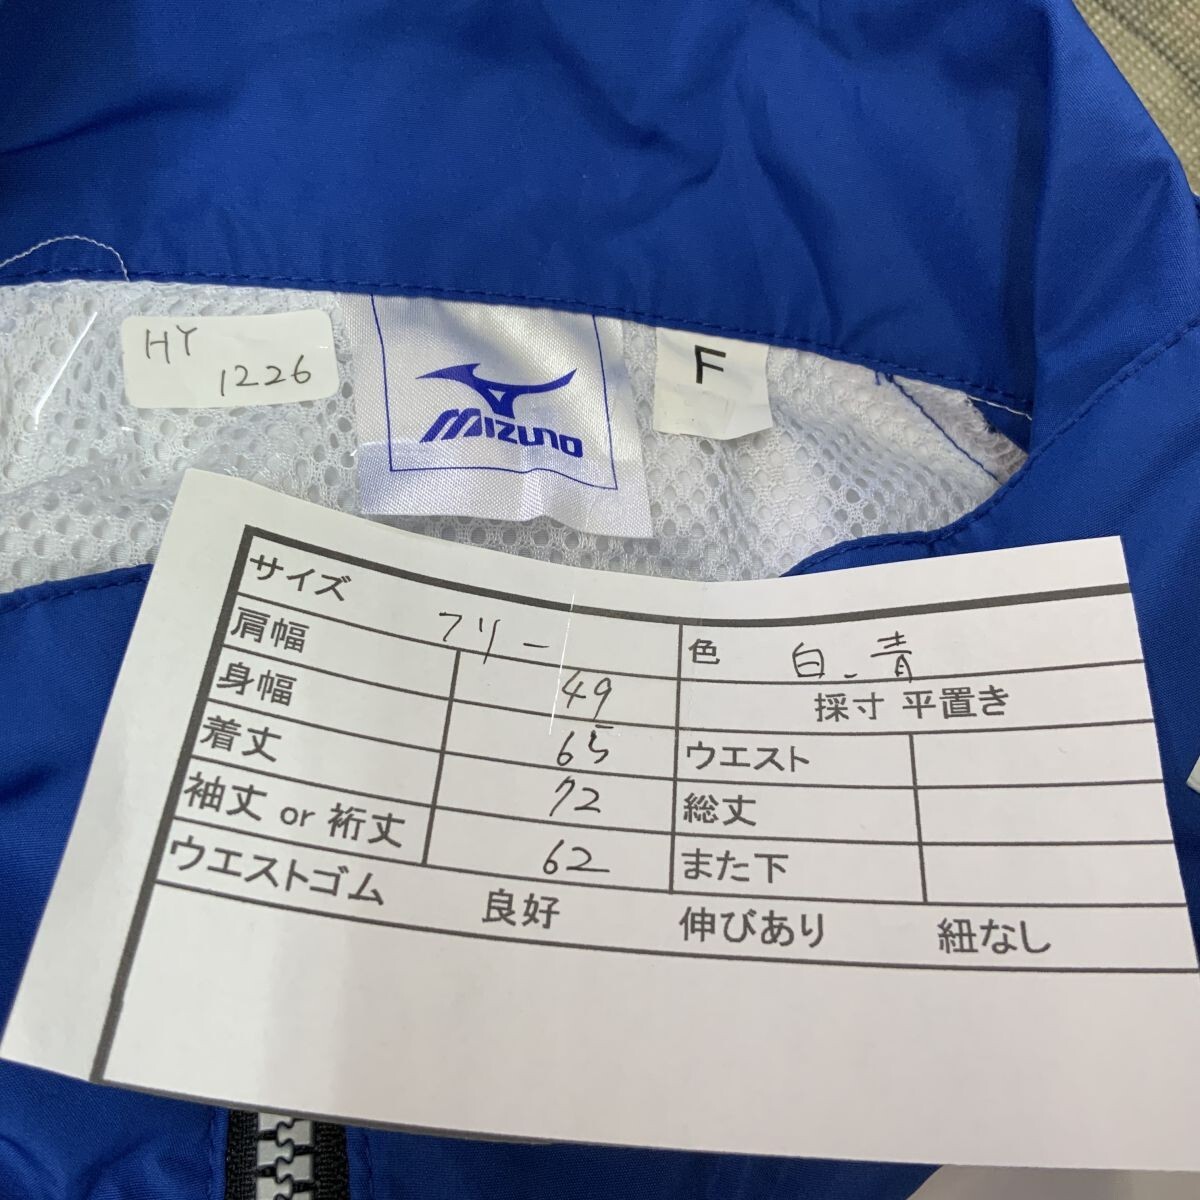 HY
1226
MIZUNO
F
サイズ フリー
色 白、青
肩幅 49
採寸 平置き
身幅 65
ウエスト
着丈 72
総丈
袖丈 or 裄丈 62
また下
ウエストゴム 良好 伸びあり 紐なし